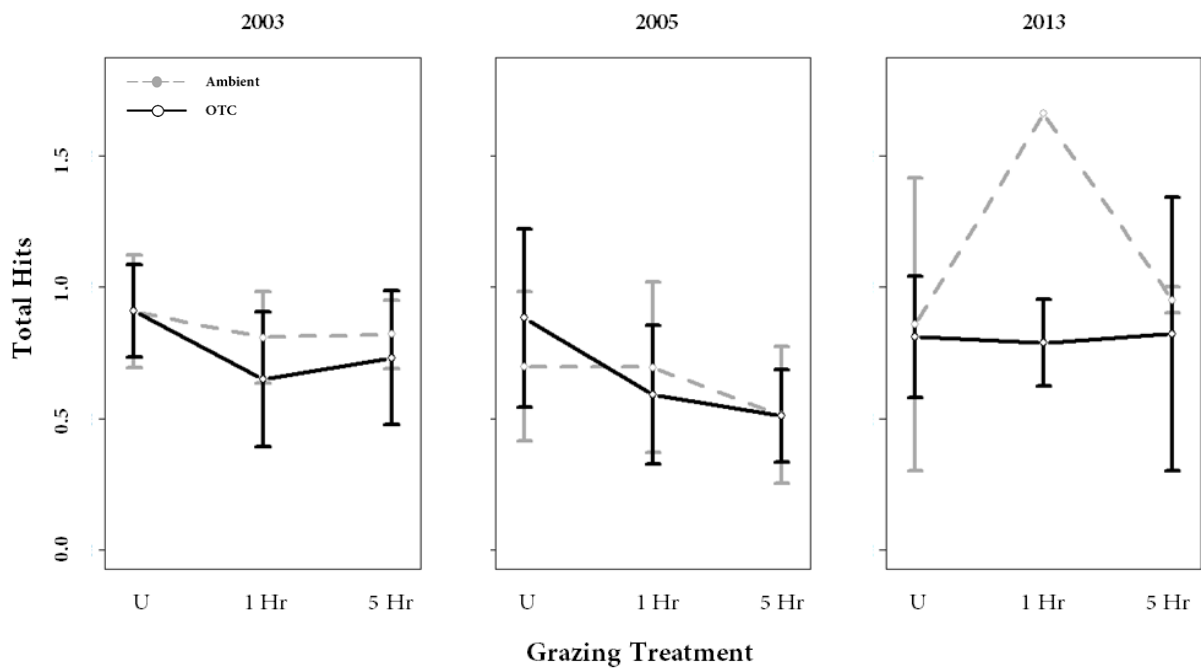 2003 2005 2013
Ambient
OTC
Total Hits
1.5
1.0
0.5
0.0
U 1 Hr 5 Hr U 1 Hr 5 Hr U 1 Hr 5 Hr
Grazing Treatment